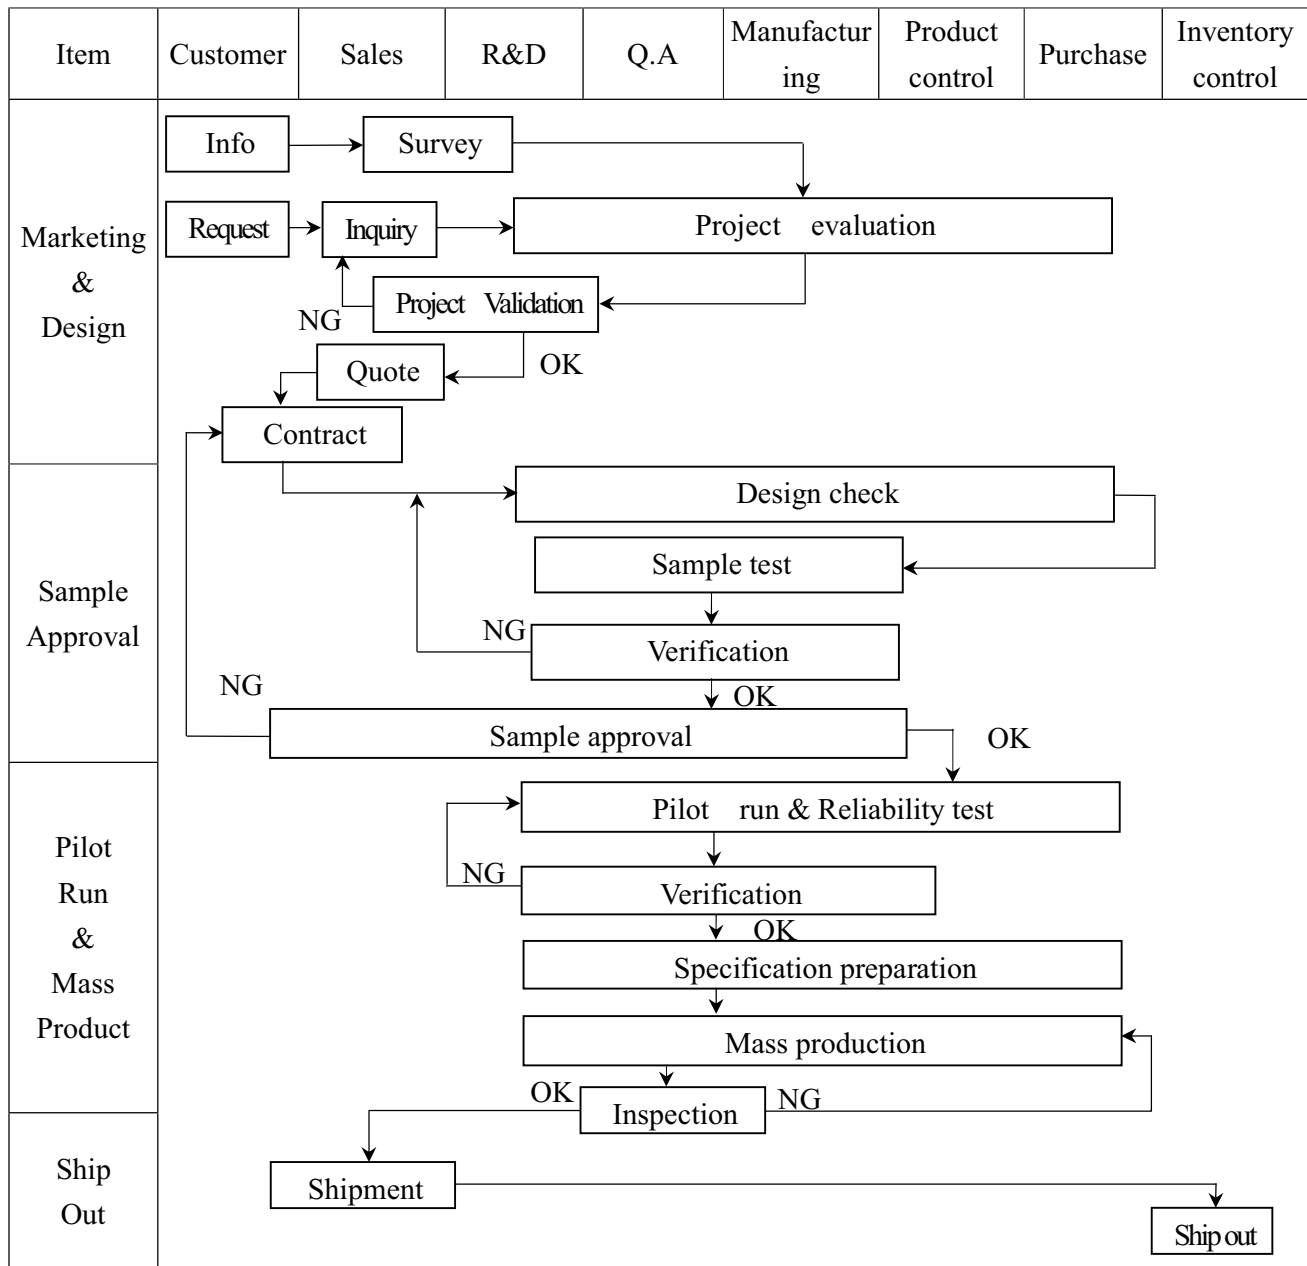 Item Customer Sales R&D Q.A Manufactur Product Purchase Inventory
ing control control
Info Survey
Request Inquiry Project evaluation
Marketing
&
Design
Project Validation
NG
Quote OK
Contract
Design check
Sample test
Sample
Approval
NG Verification
NG OK
Sample approval OK
Pilot run & Reliability test
Pilot
Run
&
Mass
Product
NG Verification
OK
Specification preparation
Mass production
OK Inspection NG
Ship
Out
Shipment
Ship out